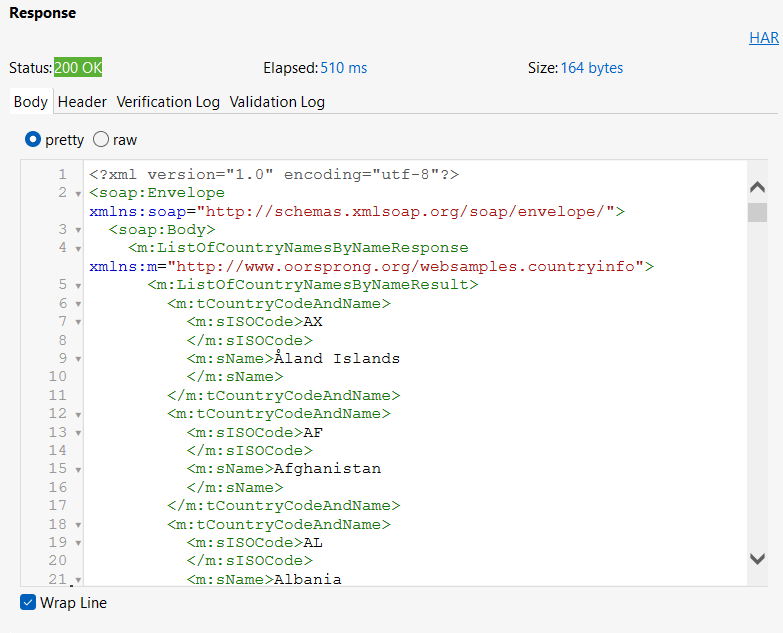 Response
HAR
Status: 200 OK Elapsed: 510 ms Size: 164 bytes
Body Header Verification Log Validation Log
pretty raw
1 <?xml version="1.0" encoding="utf-8"?>
2 <soap:Envelope
xmlns:soap="http://schemas.xmlsoap.org/soap/envelope/">
3 <soap:Body>
4 <m:ListOfCountryNamesByNameResponse
xmlns:m="http://www.oorsprong.org/websamples.countryinfo">
5 <m:ListOfCountryNamesByNameResult>
6 <m:tCountryCodeAndName>
7 <m:sISOCode>AX
8 </m:sISOCode>
9 <m:sName>Åland Islands
10 </m:sName>
11 </m:tCountryCodeAndName>
12 <m:tCountryCodeAndName>
13 <m:sISOCode>AF
14 </m:sISOCode>
15 <m:sName>Afghanistan
16 </m:sName>
17 </m:tCountryCodeAndName>
18 <m:tCountryCodeAndName>
19 <m:sISOCode>AL
20 </m:sISOCode>
21 <m:sName>Albania
Wrap Line